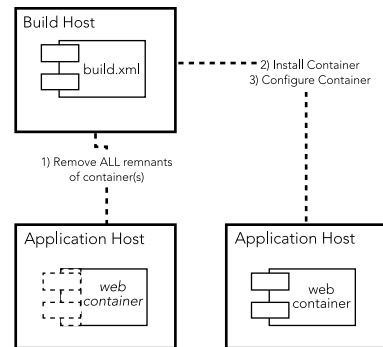 Build Host
build.xml
2) Install Container
3) Configure Container
1) Remove ALL remnants
of container(s)
Application Host
web
container
Application Host
web
container